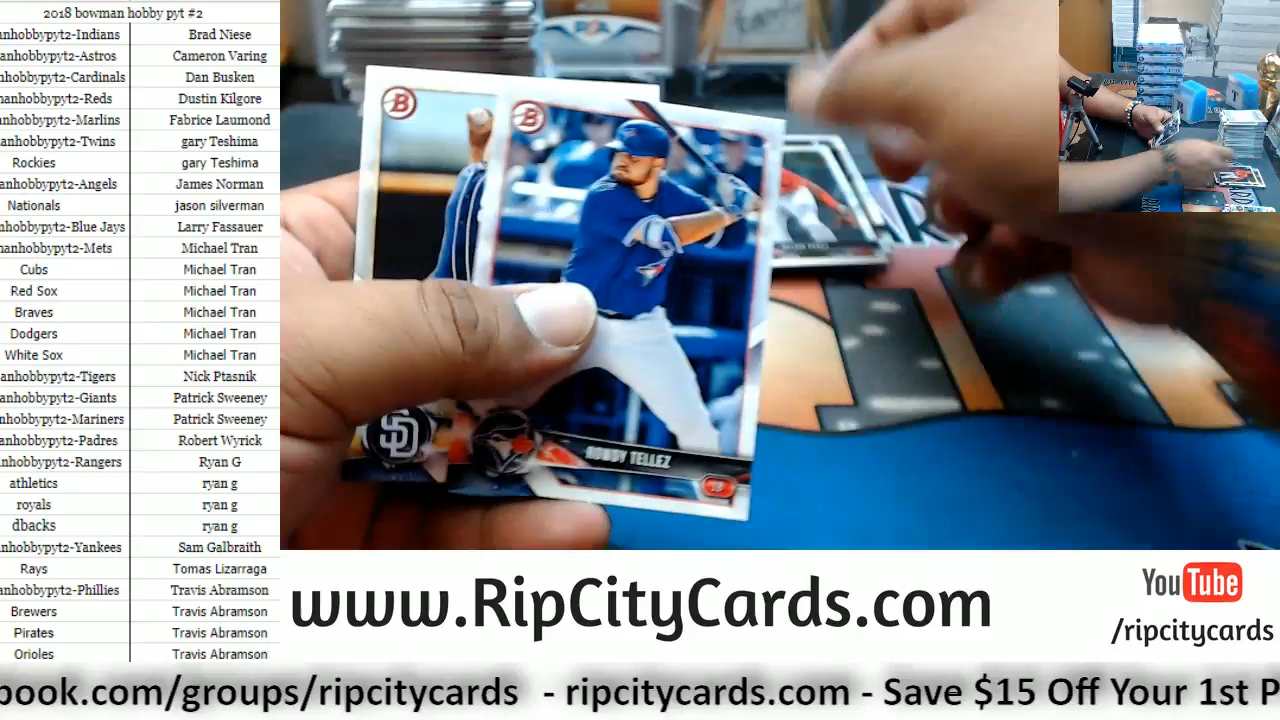 2018 bowman hobby pyt #2
anhobbypyt2-Indians Brad Niese
anhobbypyt2-Astros Cameron Varing
nhobbypyt2-Cardinals Dan Busken
manhobbypyt2-Reds Dustin Kilgore
anhobbypyt2-Marlins Fabrice Laumond
anhobbypyt2-Twins gary Teshima
Rockies gary Teshima
anhobbypyt2-Angels James Norman
Nationals jason silverman
nhobbypyt2-Blue Jays Larry Fassauer
manhobbypyt2-Mets Michael Tran
Cubs Michael Tran
Red Sox Michael Tran
Braves Michael Tran
Dodgers Michael Tran
White Sox Michael Tran
anhobbypyt2-Tigers Nick Ptasnik
anhobbypyt2-Giants Patrick Sweeney
nhobbypyt2-Mariners Patrick Sweeney
anhobbypyt2-Padres Robert Wyrick
nhobbypyt2-Rangers Ryan G
athletics ryan g
royals ryan g
dbacks ryan g
nhobbypyt2-Yankees Sam Galbraith
Rays Tomas Lizarraga
anhobbypyt2-Phillies Travis Abramson
Brewers Travis Abramson
Pirates Travis Abramson
Orioles Travis Abramson
B
B
SD
ROWDY TELLEZ
1B
www.RipCityCards.com
YouTube
/ripcitycards
book.com/groups/ripcitycards - ripcitycards.com - Save $15 Off Your 1st P